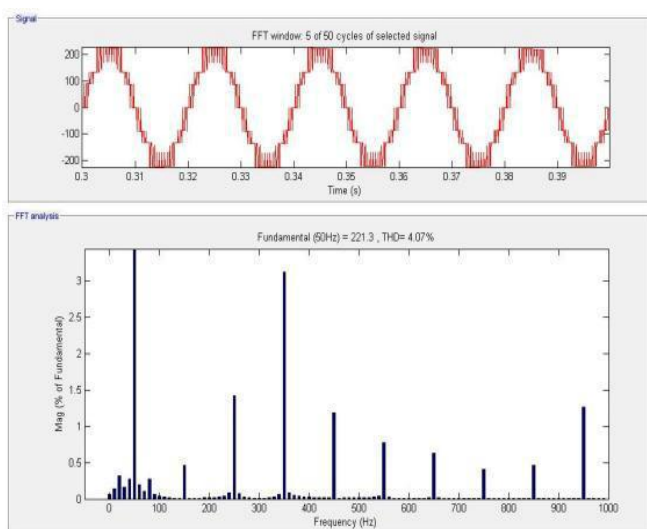 Signal
FFT window: 5 of 50 cycles of selected signal
200
100
0
-100
-200
0.3 0.31 0.32 0.33 0.34 0.35 0.36 0.37 0.38 0.39
Time (s)
FFT analysis
Fundamental (50Hz) = 221.3 , THD= 4.07%
Mag (% of Fundamental)
3
2.5
2
1.5
1
0.5
0
0 100 200 300 400 500 600 700 800 900 1000
Frequency (Hz)